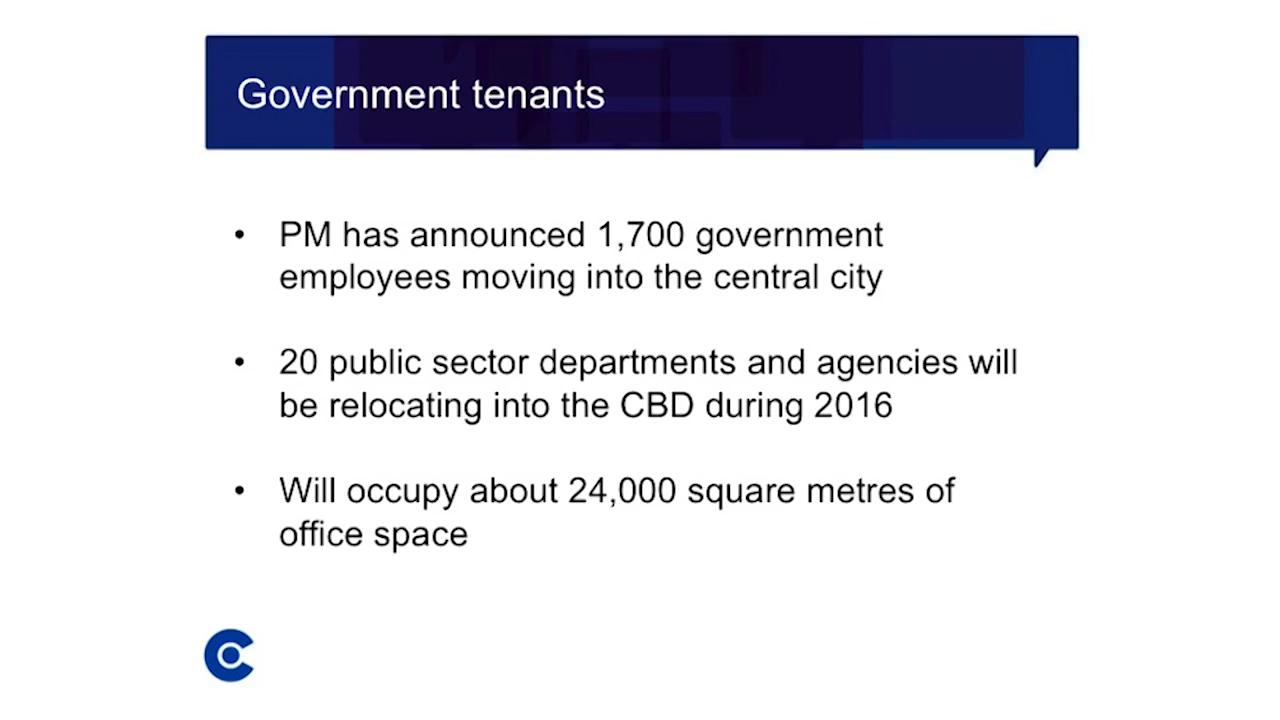 Government tenants
• PM has announced 1,700 government
employees moving into the central city
• 20 public sector departments and agencies will
be relocating into the CBD during 2016
• Will occupy about 24,000 square metres of
office space